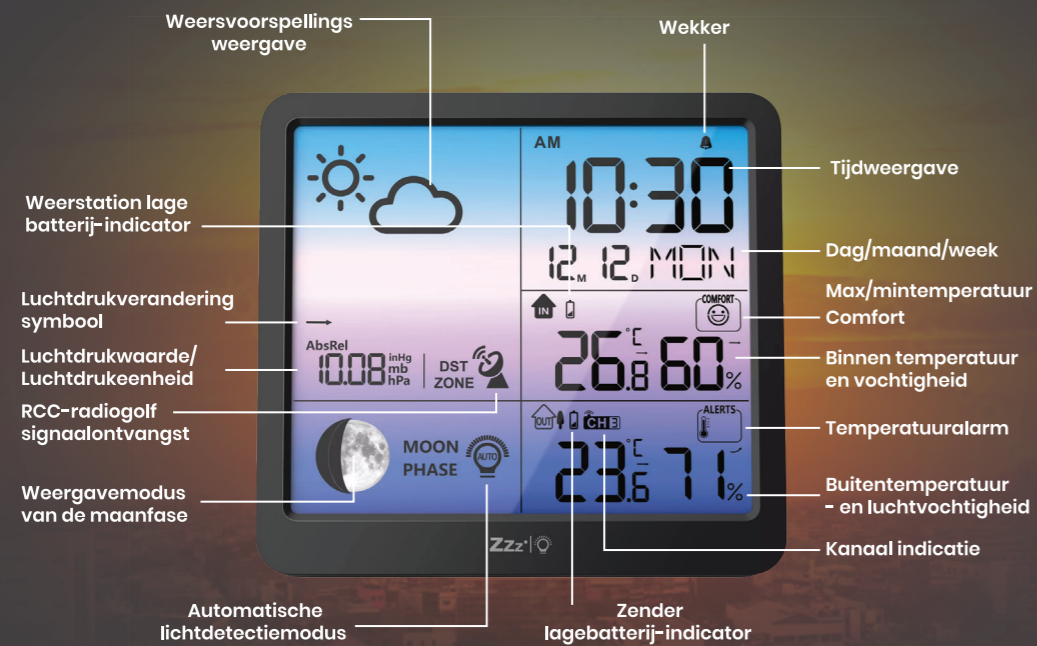 Weersvoorspellings
weergave
Wekker
AM
10:30
Tijdweergave
Weerstation lage
batterij-indicator
12 M 12 D MON
Dag/maand/week
Luchtdrukverandering
symbool
IN
COMFORT
Max/mintemperatuur
Comfort
AbsRel
10.08 inHg
mb
hPa
DST
ZONE
26.8 °C 60 %
Luchtdrukwaarde/
Luchtdrukeenheid
Binnen temperatuur
en vochtigheid
RCC-radiogolf
signaalontvangst
OUT
CH 3
ALERTS
Temperatuuralarm
MOON
PHASE
AUTO
23.6 °C 71 %
Weergavemodus
van de maanfase
Buitentemperatuur
- en luchtvochtigheid
Zzz
Kanaal indicatie
Automatische
lichtdetectiemodus
Zender
lagebatterij-indicator